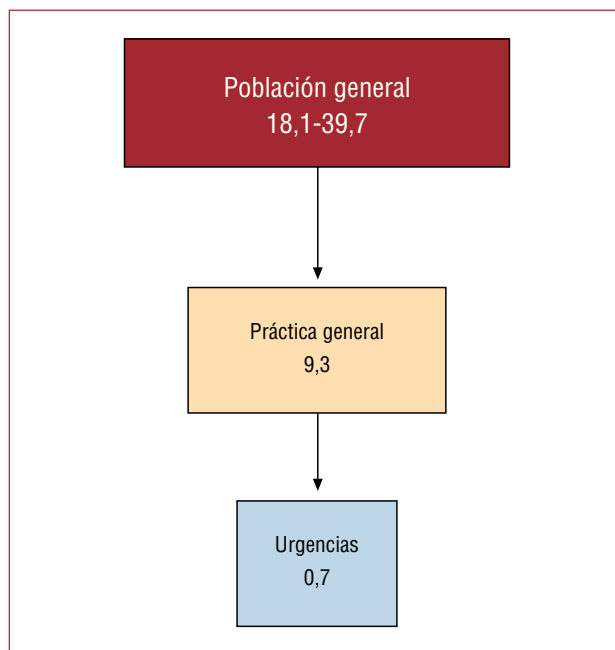 Población general
18,1-39,7
Práctica general
9,3
Urgencias
0,7